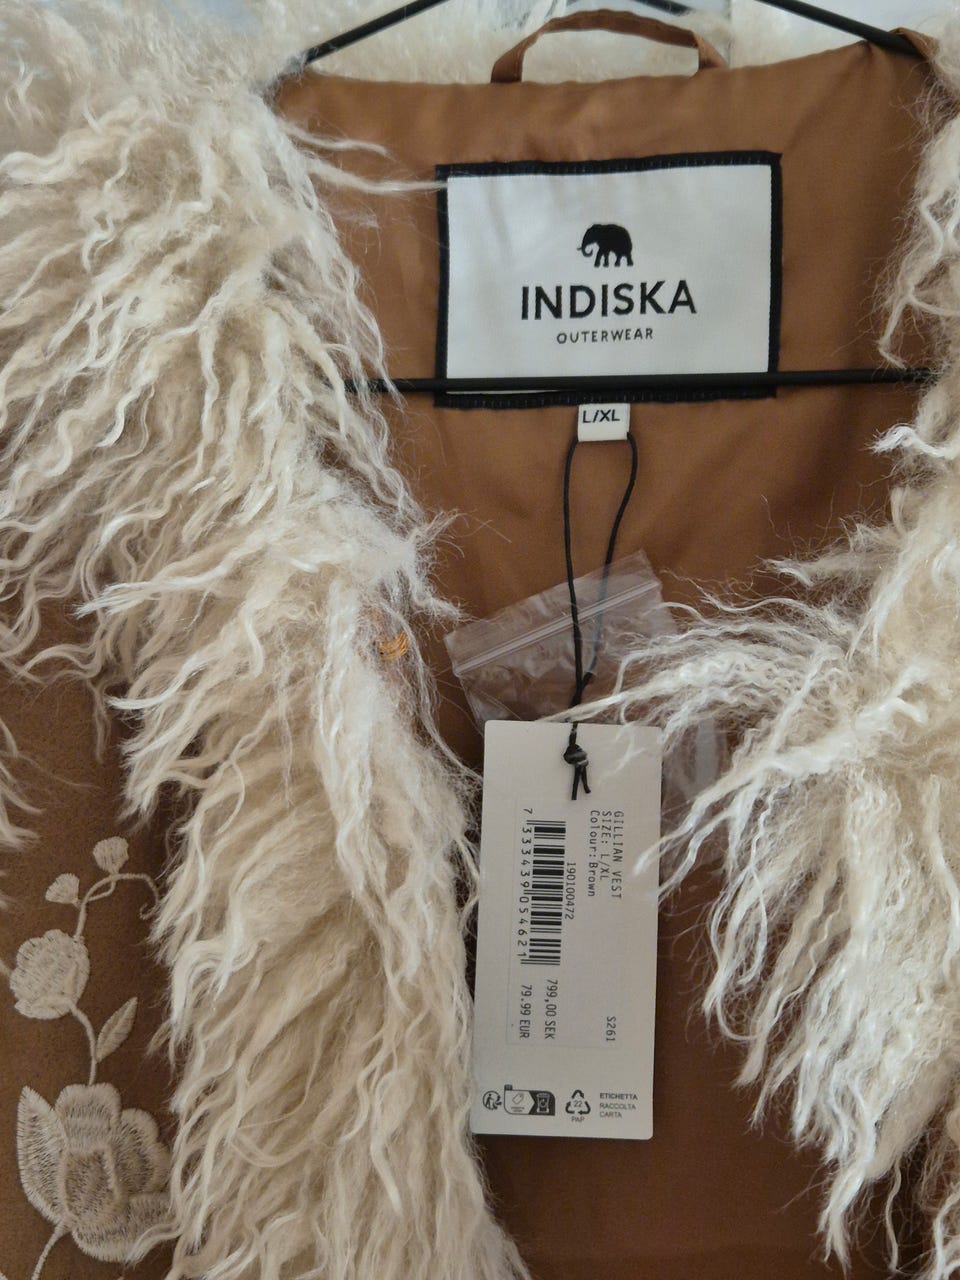 INDISKA
OUTERWEAR
L/XL
GILLIAN VEST
SIZE: L/XL
Colour:Brown
190100472
7 333439 054621
S261
799,00 SEK
79.99 EUR
22
PAP
ETICHETTA
RACCOLTA
CARTA